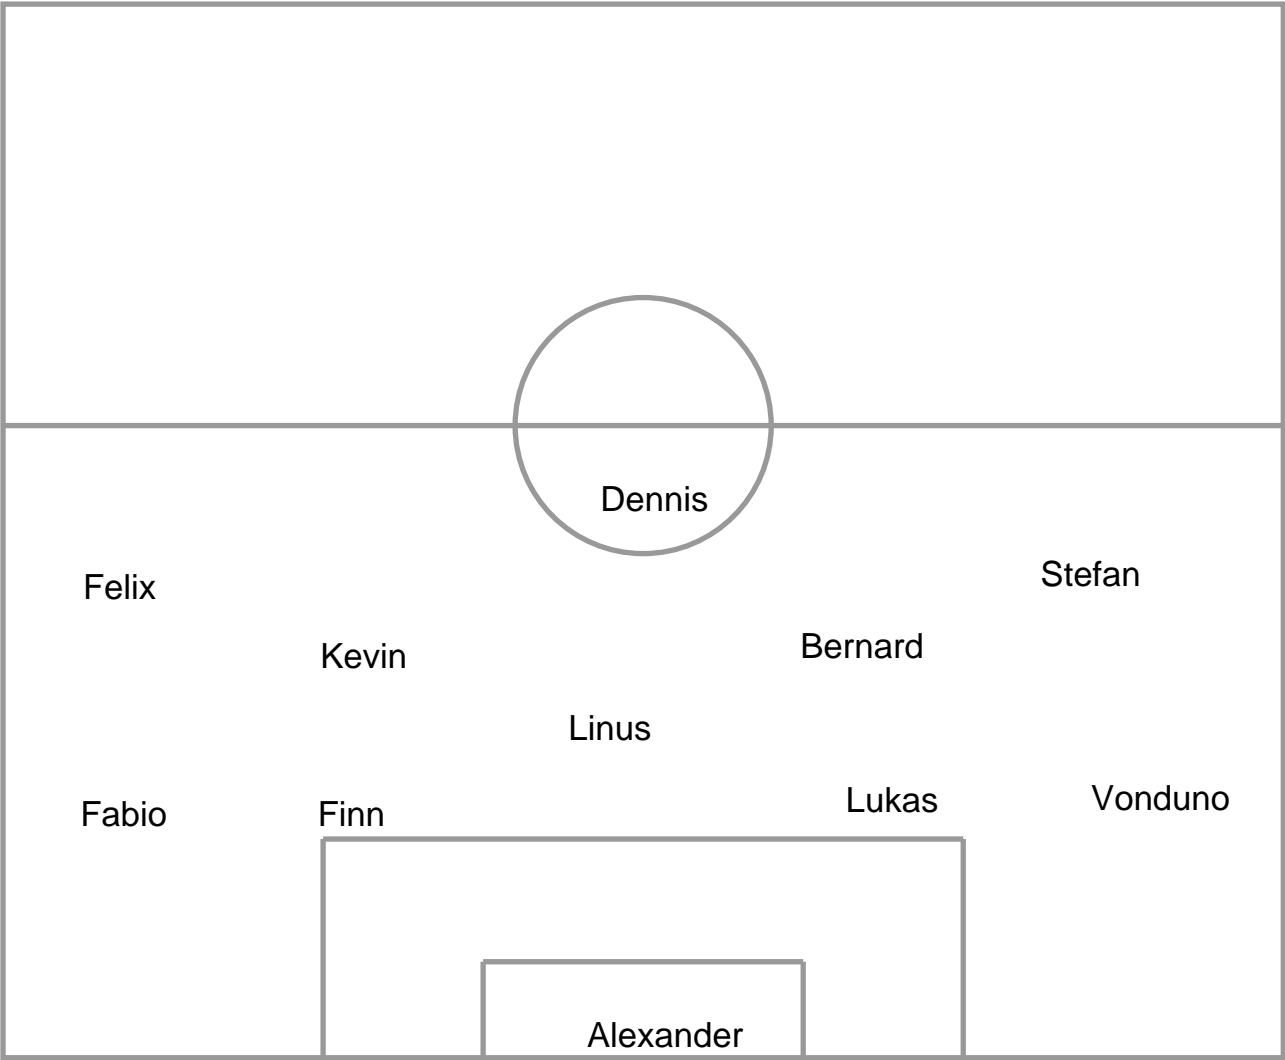 Dennis
Felix
Stefan
Kevin
Bernard
Linus
Fabio
Finn
Lukas
Vonduno
Alexander